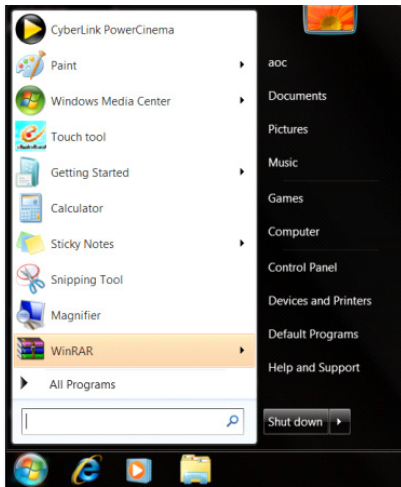 CyberLink PowerCinema
Paint
Windows Media Center
Touch tool
Getting Started
Calculator
Sticky Notes
Snipping Tool
Magnifier
WinRAR
All Programs
aoc
Documents
Pictures
Music
Games
Computer
Control Panel
Devices and Printers
Default Programs
Help and Support
Shut down